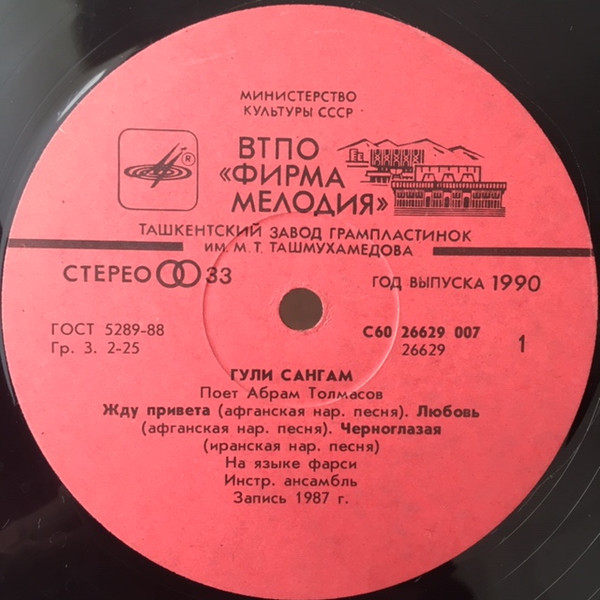 МИНИСТЕРСТВО
КУЛЬТУРЫ СССР
®
ВТПО
«ФИРМА
МЕЛОДИЯ»
ТАШКЕНТСКИЙ ЗАВОД ГРАМПЛАСТИНОК
ИМ. М. Т. ТАШМУХАМЕДОВА
СТЕРЕО 33
ГОД ВЫПУСКА 1990
ГОСТ 5289-88
Гр. 3. 2-25
С60 26629 007
26629
1
ГУЛИ САНГАМ
Поет Абрам Толмасов
Жду привета (афганская нар. песня). Любовь
(афганская нар. песня). Черноглазая
(иранская нар. песня)
На языке фарси
Инстр. ансамбль
Запись 1987 г.